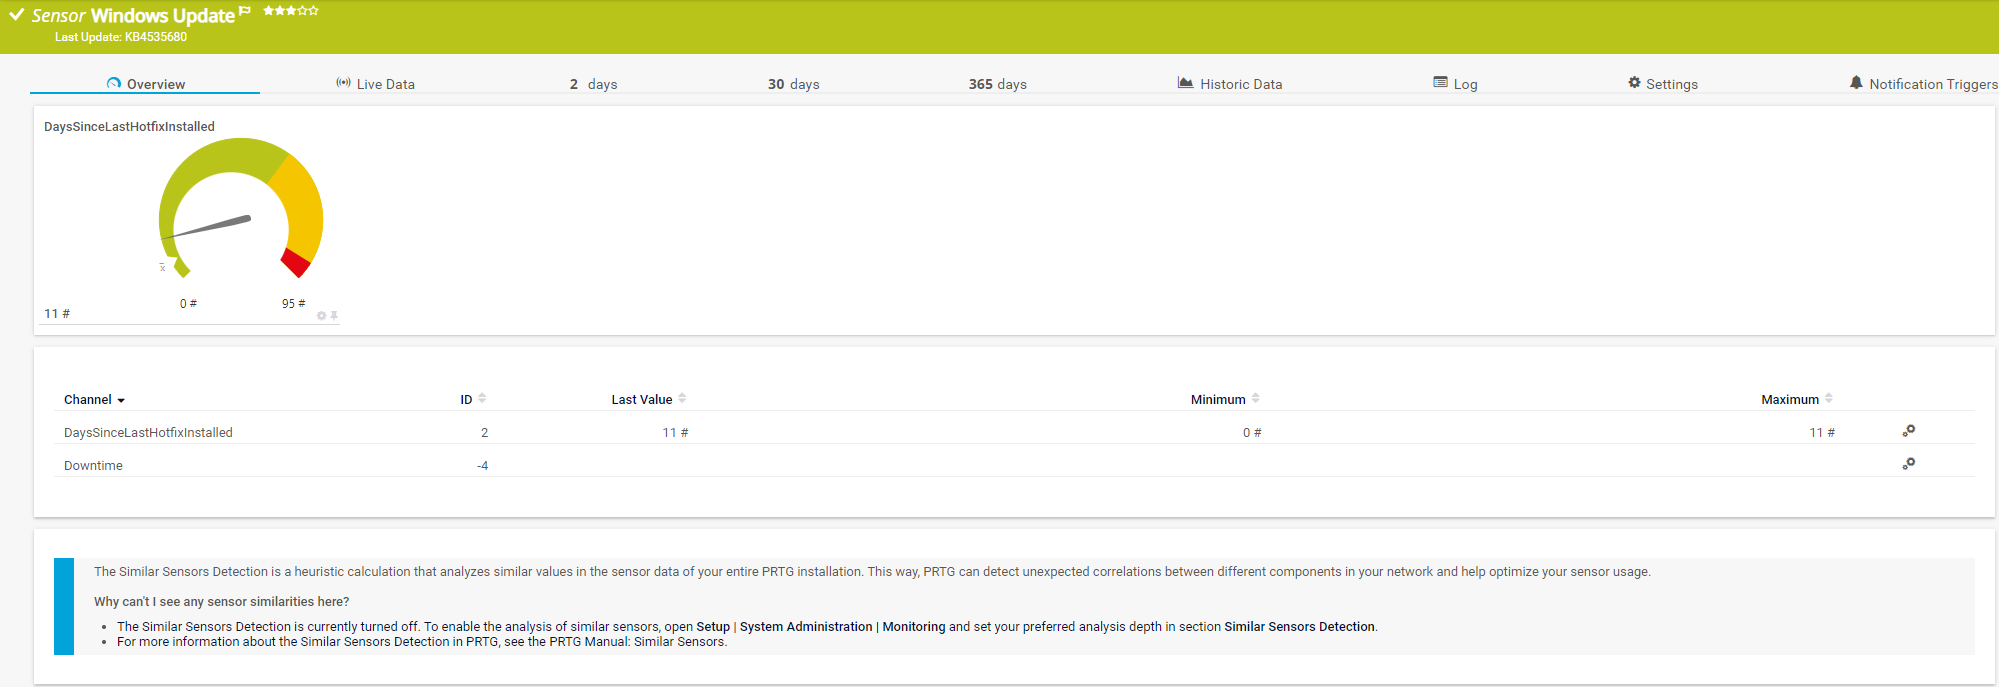 Sensor Windows Update
Last Update: KB4535680
Overview
Live Data
2 days
30 days
365 days
Historic Data
Log
Settings
Notification Triggers
DaysSinceLastHotfixInstalled
x
0 #
95 #
11 #
Channel ID Last Value Minimum Maximum
DaysSinceLastHotfixInstalled 2 11 # 0 # 11 #
Downtime -4
The Similar Sensors Detection is a heuristic calculation that analyzes similar values in the sensor data of your entire PRTG installation. This way, PRTG can detect unexpected correlations between different components in your network and help optimize your sensor usage.
Why can't I see any sensor similarities here?
• The Similar Sensors Detection is currently turned off. To enable the analysis of similar sensors, open Setup | System Administration | Monitoring and set your preferred analysis depth in section Similar Sensors Detection.
• For more information about the Similar Sensors Detection in PRTG, see the PRTG Manual: Similar Sensors.